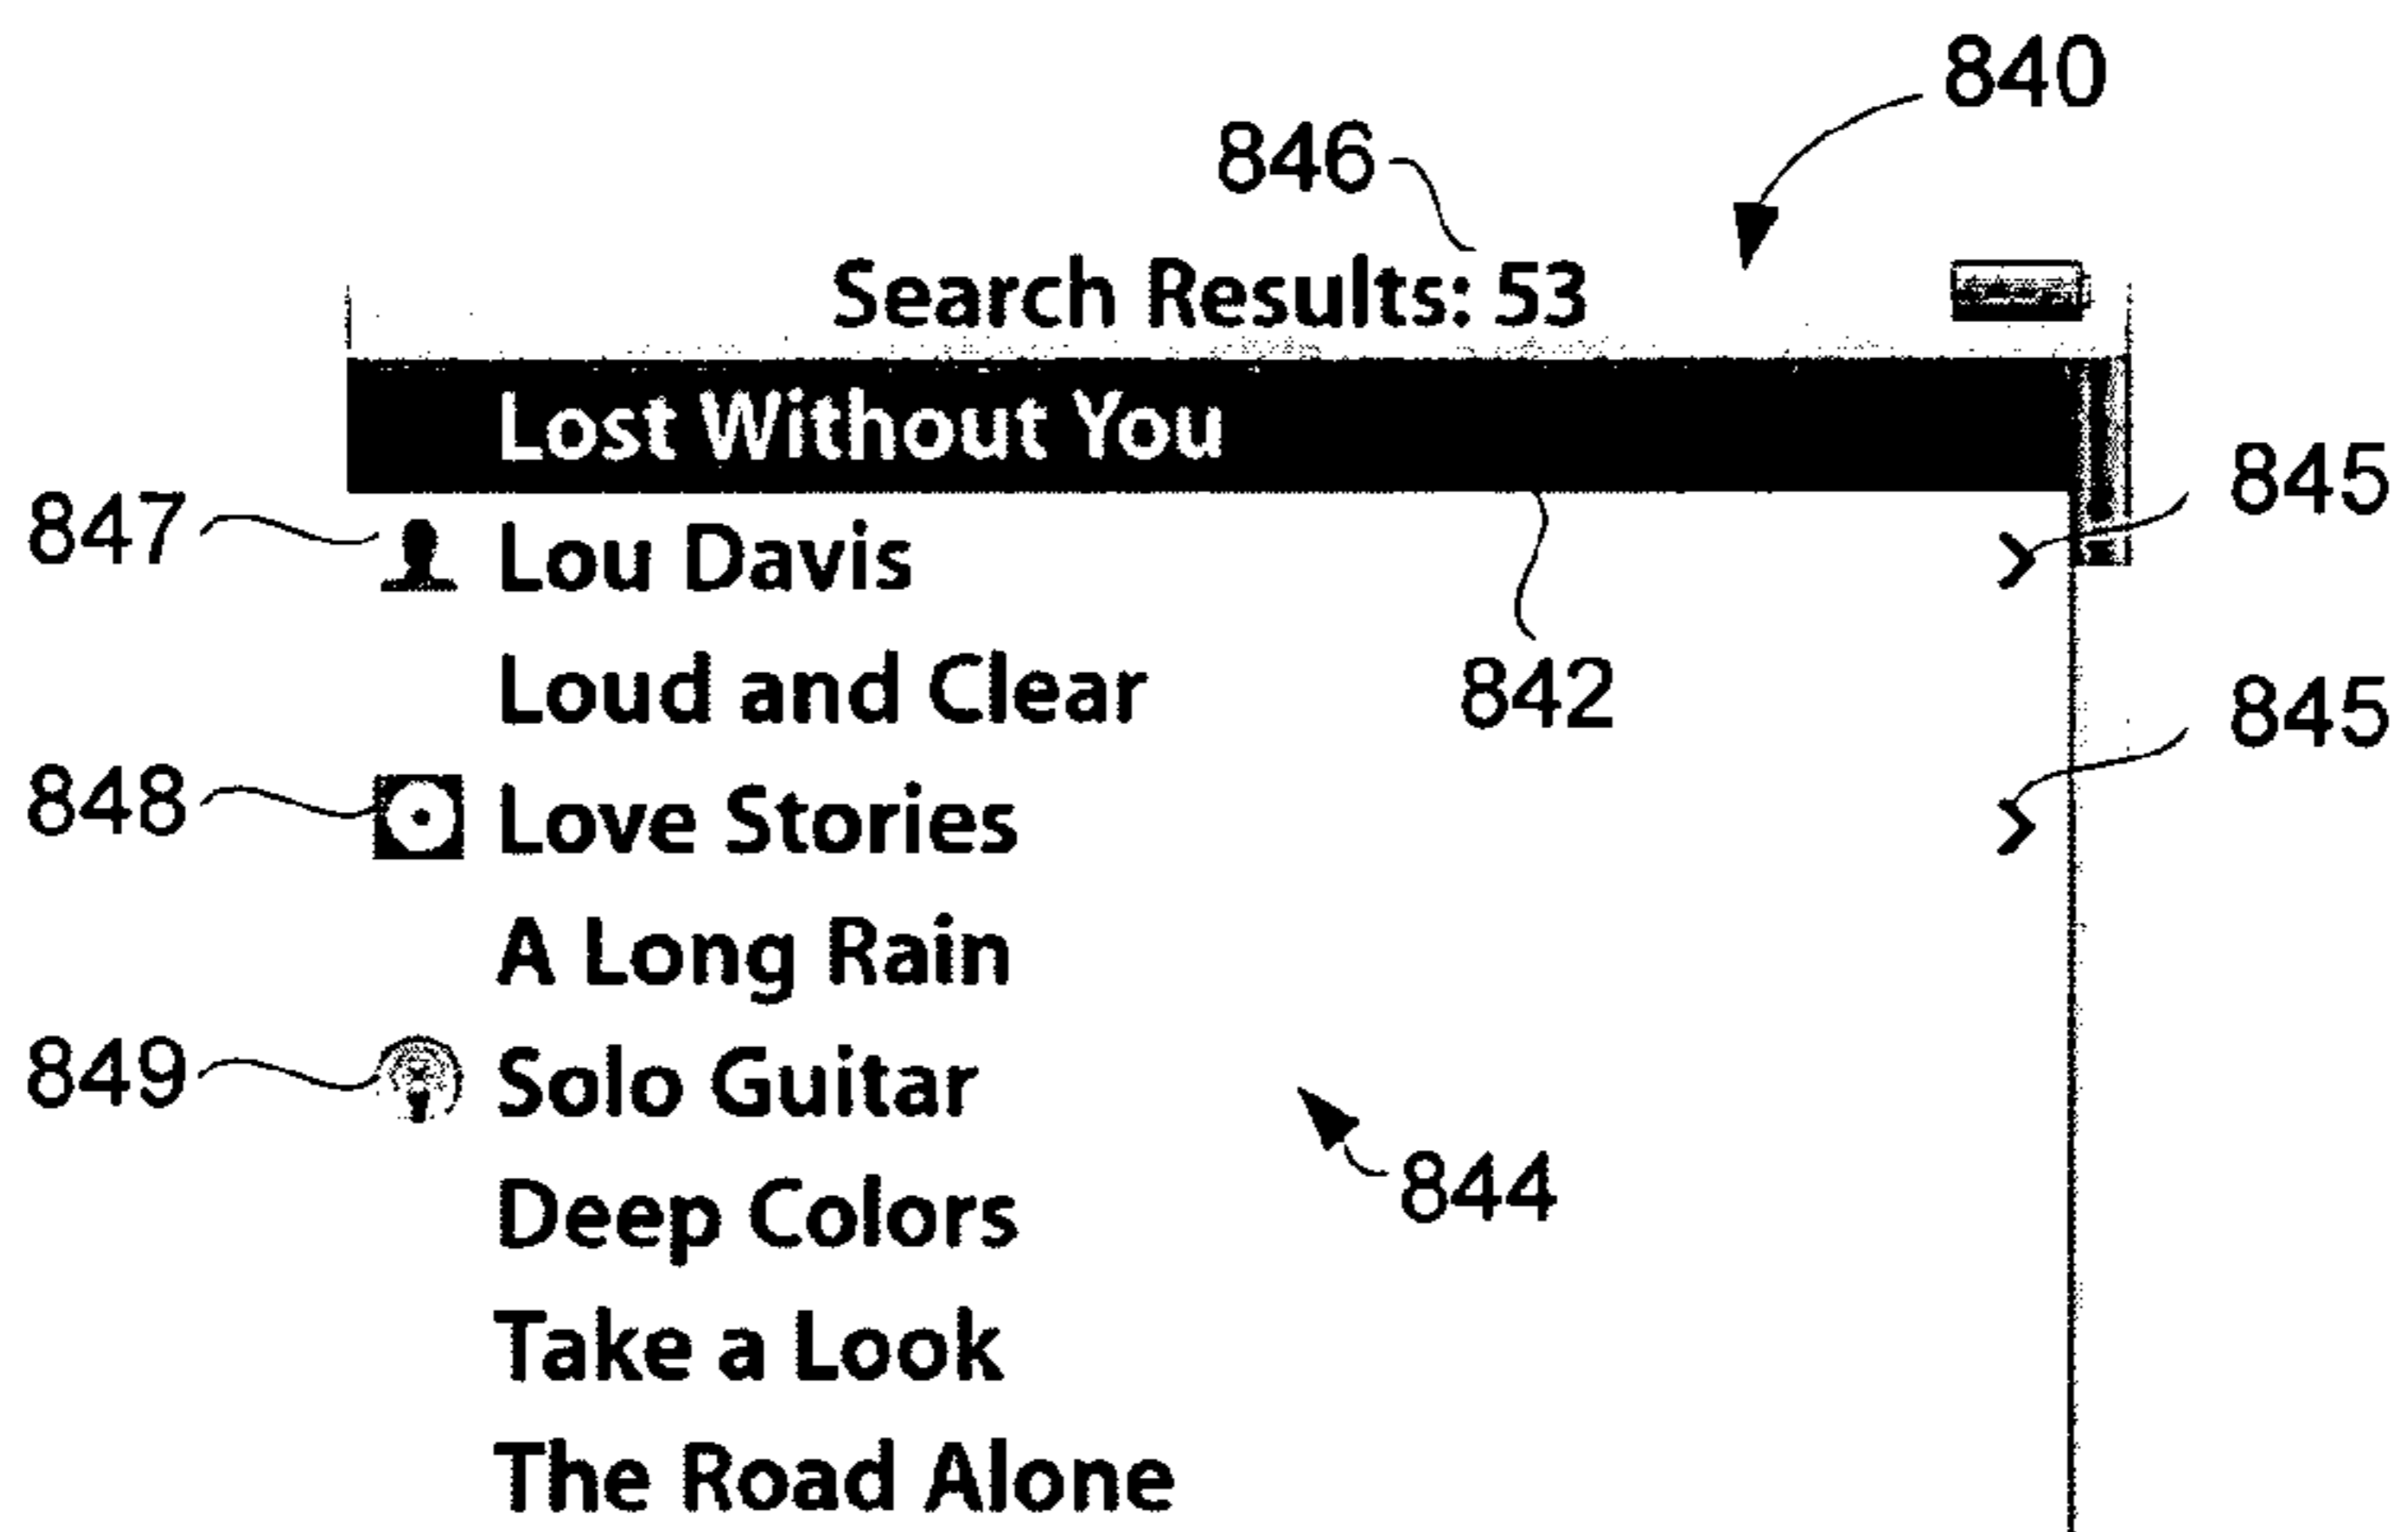 840
846
Search Results: 53
Lost Without You
845
847 Lou Davis
Loud and Clear 842
845
848 Love Stories
A Long Rain
849 Solo Guitar
844
Deep Colors
Take a Look
The Road Alone